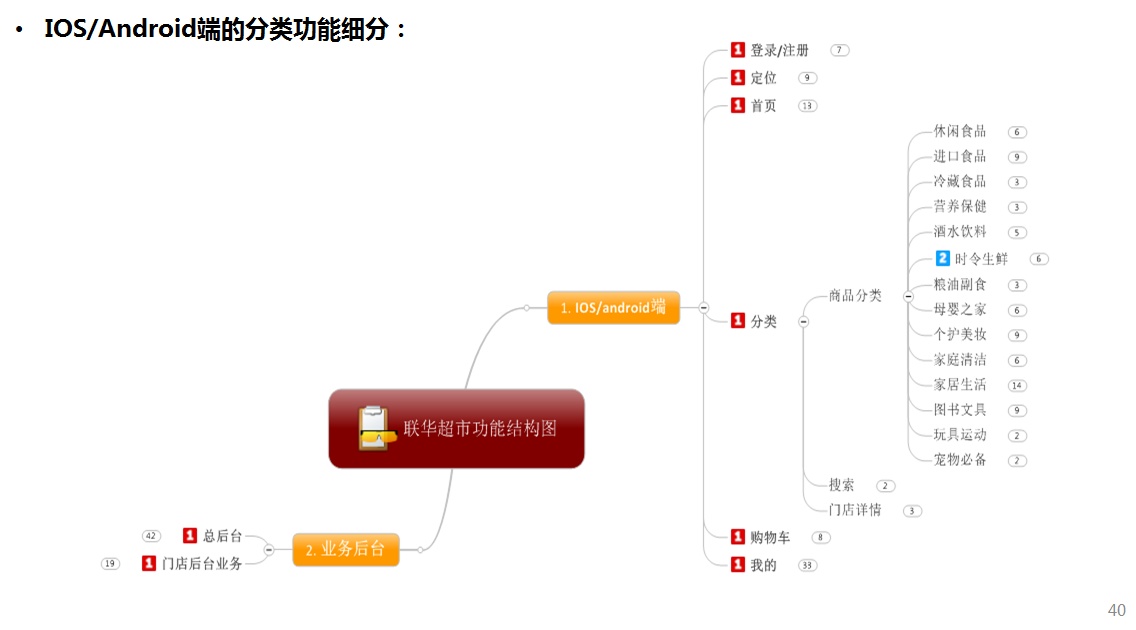 • IOS/Android端的分类功能细分：
1 登录/注册 7
1 定位 9
1 首页 13
休闲食品 6
进口食品 9
冷藏食品 3
营养保健 3
酒水饮料 5
2 时令生鲜 6
粮油副食 3
商品分类
母婴之家 6
1. IOS/android端
1 分类
个护美妆 9
家庭清洁 6
家居生活 14
图书文具 9
联华超市功能结构图
玩具运动 2
宠物必备 2
搜索 2
门店详情 3
42 1 总后台
1 购物车 8
2. 业务后台
19 1 门店后台业务
1 我的 33
40